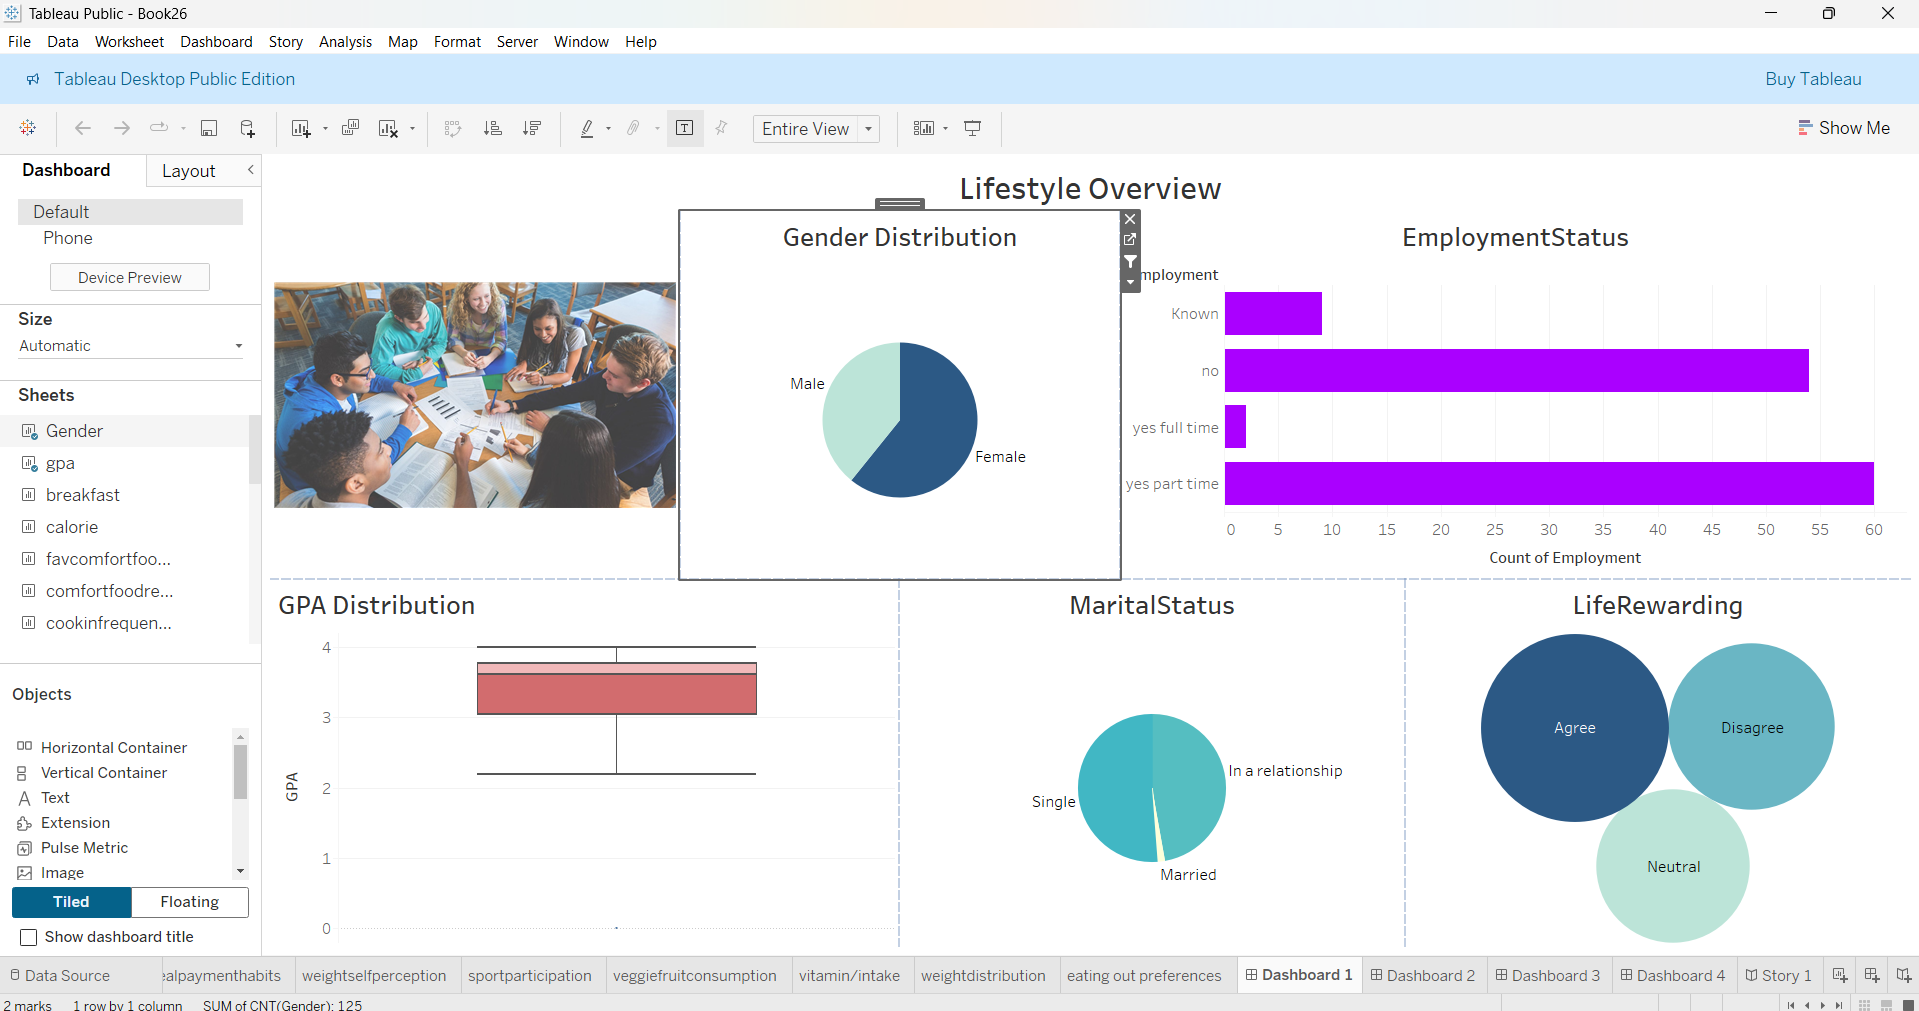 Tableau Public - Book26
File Data Worksheet Dashboard Story Analysis Map Format Server Window Help
Tableau Desktop Public Edition
Buy Tableau
Entire View
Show Me
Dashboard
Layout
Default
Phone
Device Preview
Size
Automatic
Sheets
Gender
gpa
breakfast
calorie
favcomfortfoo...
comfortfoodre...
cookinfrequen...
Objects
Horizontal Container
Vertical Container
Text
Extension
Pulse Metric
Image
Tiled Floating
Show dashboard title
Lifestyle Overview
Gender Distribution
Male
Female
EmploymentStatus
mployment
Known
no
yes full time
yes part time
0 5 10 15 20 25 30 35 40 45 50 55 60
Count of Employment
GPA Distribution
4
3
2
1
0
GPA
MaritalStatus
In a relationship
Single
Married
LifeRewarding
Agree
Disagree
Neutral
Data Source ealpaymenthabits weightselfperception sportparticipation veggiefruitconsumption vitamin/intake weightdistribution eating out preferences Dashboard 1 Dashboard 2 Dashboard 3 Dashboard 4 Story 1
2 marks 1 row by 1 column SUM of CNT(Gender): 125